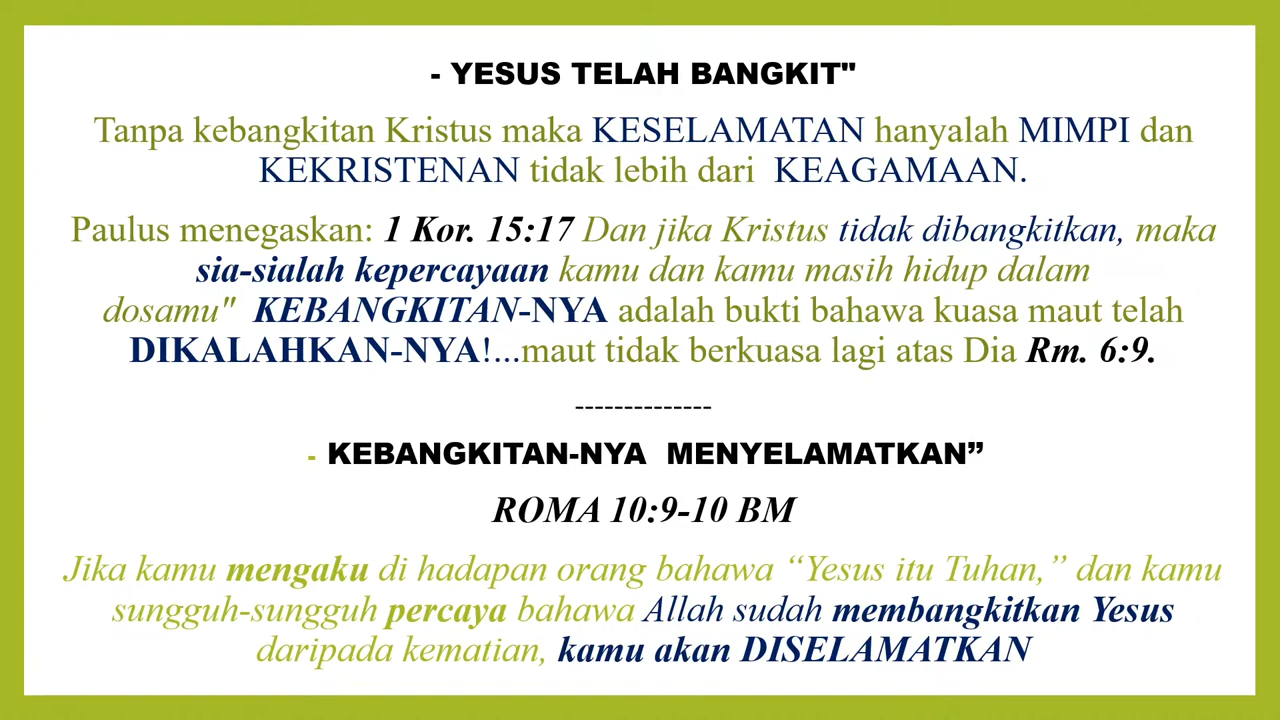 - YESUS TELAH BANGKIT"
Tanpa kebangkitan Kristus maka KESELAMATAN hanyalah MIMPI dan
KEKRISTENAN tidak lebih dari KEAGAMAAN.
Paulus menegaskan: 1 Kor. 15:17 Dan jika Kristus tidak dibangkitkan, maka
sia-sialah kepercayaan kamu dan kamu masih hidup dalam
dosamu" KEBANGKITAN-NYA adalah bukti bahawa kuasa maut telah
DIKALAHKAN-NYA!...maut tidak berkuasa lagi atas Dia Rm. 6:9.
--------------
- KEBANGKITAN-NYA MENYELAMATKAN”
ROMA 10:9-10 BM
Jika kamu mengaku di hadapan orang bahawa “Yesus itu Tuhan,” dan kamu
sungguh-sungguh percaya bahawa Allah sudah membangkitkan Yesus
daripada kematian, kamu akan DISELAMATKAN